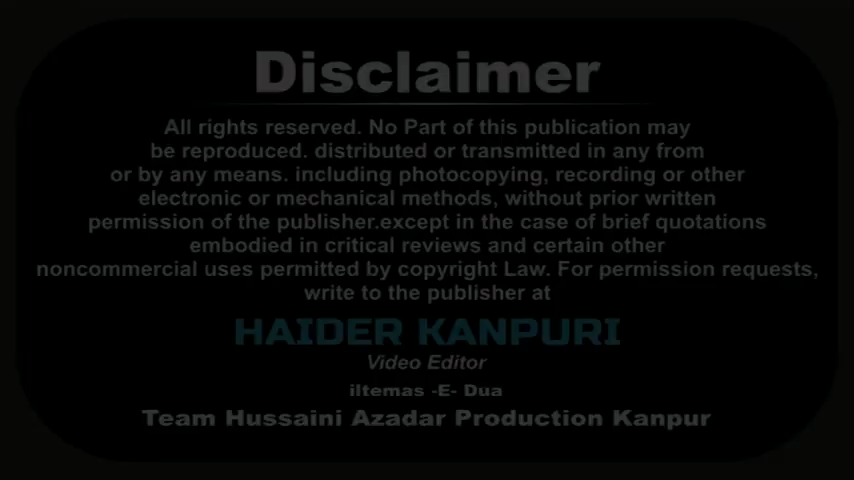 Disclaimer
All rights reserved. No Part of this publication may
be reproduced. distributed or transmitted in any from
or by any means. including photocopying, recording or other
electronic or mechanical methods, without prior written
permission of the publisher.except in the case of brief quotations
embodied in critical reviews and certain other
noncommercial uses permitted by copyright Law. For permission requests,
write to the publisher at
HAIDER KANPURI
Video Editor
iltemas -E- Dua
Team Hussaini Azadar Production Kanpur